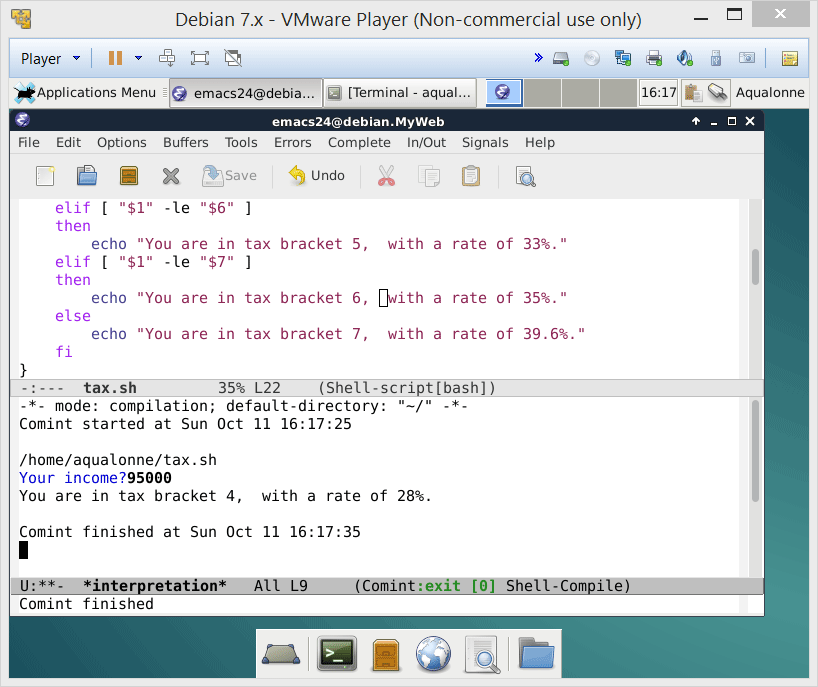 Debian 7.x - VMware Player (Non-commercial use only)
Player
Applications Menu emacs24@debia... [Terminal - aqual... 16:17 Aqualonne
emacs24@debian.MyWeb
File Edit Options Buffers Tools Errors Complete In/Out Signals Help
Save Undo
elif [ "$1" -le "$6" ]
then
echo "You are in tax bracket 5,  with a rate of 33%."
elif [ "$1" -le "$7" ]
then
echo "You are in tax bracket 6,  with a rate of 35%."
else
echo "You are in tax bracket 7,  with a rate of 39.6%."
fi
}
-:--- tax.sh 35% L22 (Shell-script[bash])
-*- mode: compilation; default-directory: "~/" -*-
Comint started at Sun Oct 11 16:17:25
/home/aqualonne/tax.sh
Your income?95000
You are in tax bracket 4,  with a rate of 28%.
Comint finished at Sun Oct 11 16:17:35
U:**- *interpretation* All L9 (Comint:exit [0] Shell-Compile)
Comint finished